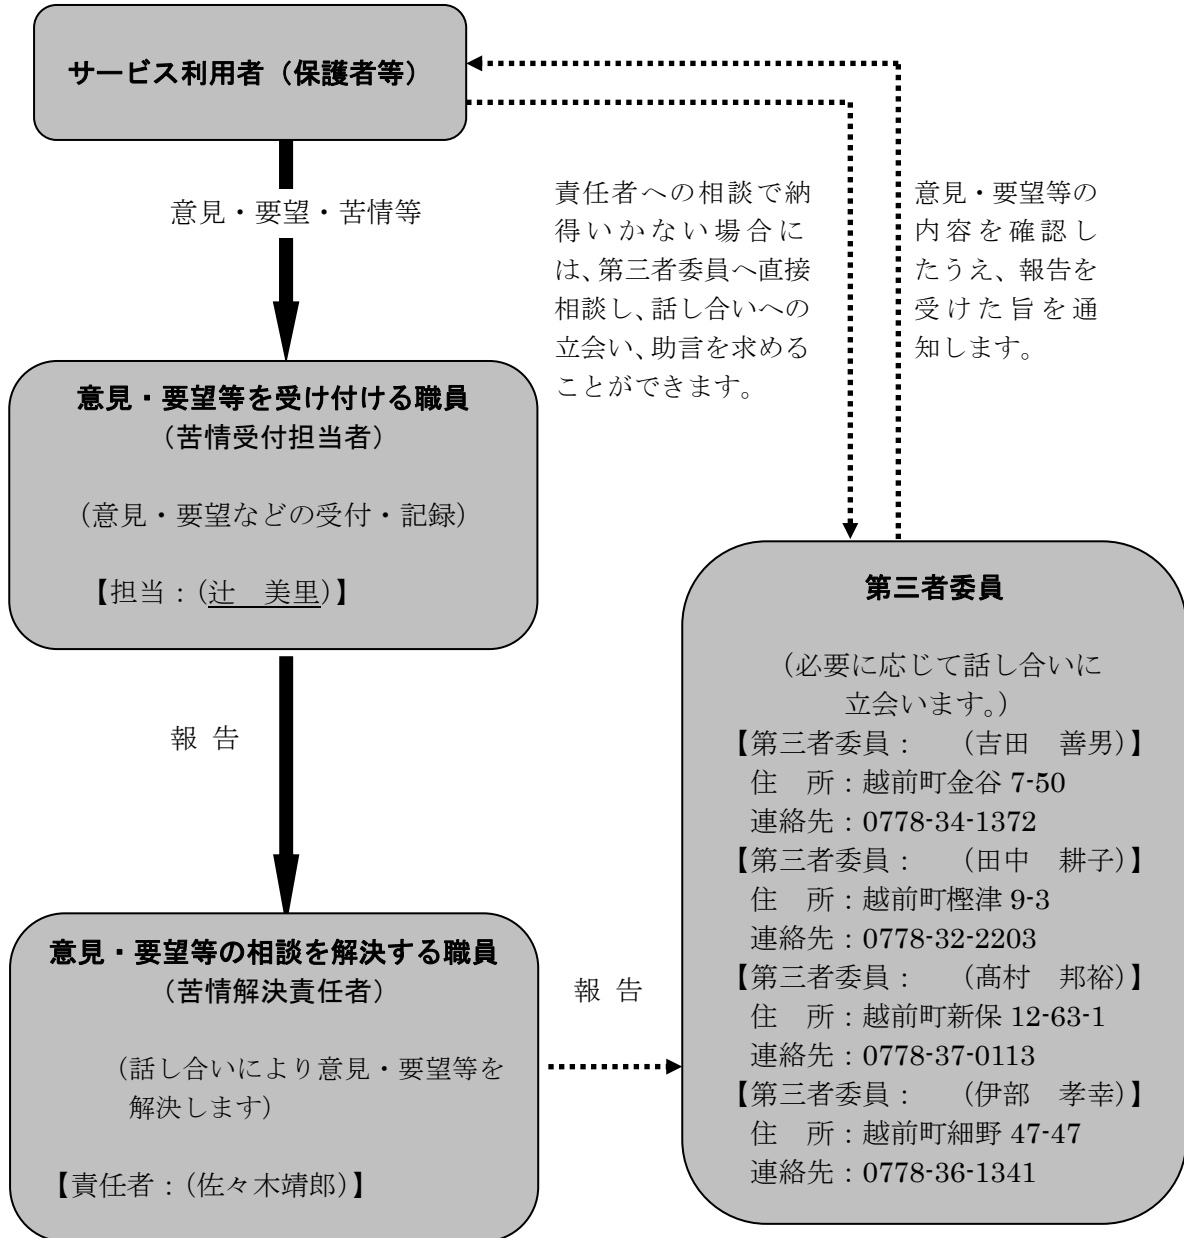 サービス利用者（保護者等）
意見・要望・苦情等
責任者への相談で納
得いかない場合に
は、第三者委員へ直接
相談し、話し合いへの
立会い、助言を求める
ことができます。
意見・要望等の
内容を確認し
たうえ、報告を
受けた旨を通
知します。
意見・要望等を受け付ける職員
（苦情受付担当者）
（意見・要望などの受付・記録）
【担当：（辻　美里）】
報 告
意見・要望等の相談を解決する職員
（苦情解決責任者）
（話し合いにより意見・要望等を
解決します）
【責任者：（佐々木靖郎）】
報 告
第三者委員
（必要に応じて話し合いに
立会います。）
【第三者委員：　（吉田　善男）】
住　所：越前町金谷 7-50
連絡先：0778-34-1372
【第三者委員：　（田中　耕子）】
住　所：越前町樫津 9-3
連絡先：0778-32-2203
【第三者委員：　（髙村　邦裕）】
住　所：越前町新保 12-63-1
連絡先：0778-37-0113
【第三者委員：　（伊部　孝幸）】
住　所：越前町細野 47-47
連絡先：0778-36-1341